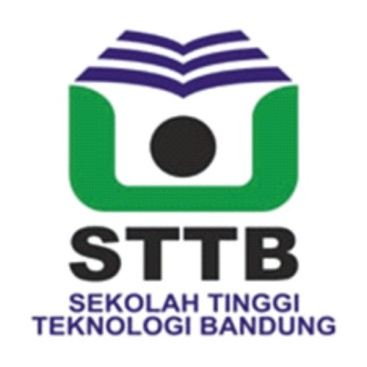 STTB
SEKOLAH TINGGI
TEKNOLOGI BANDUNG